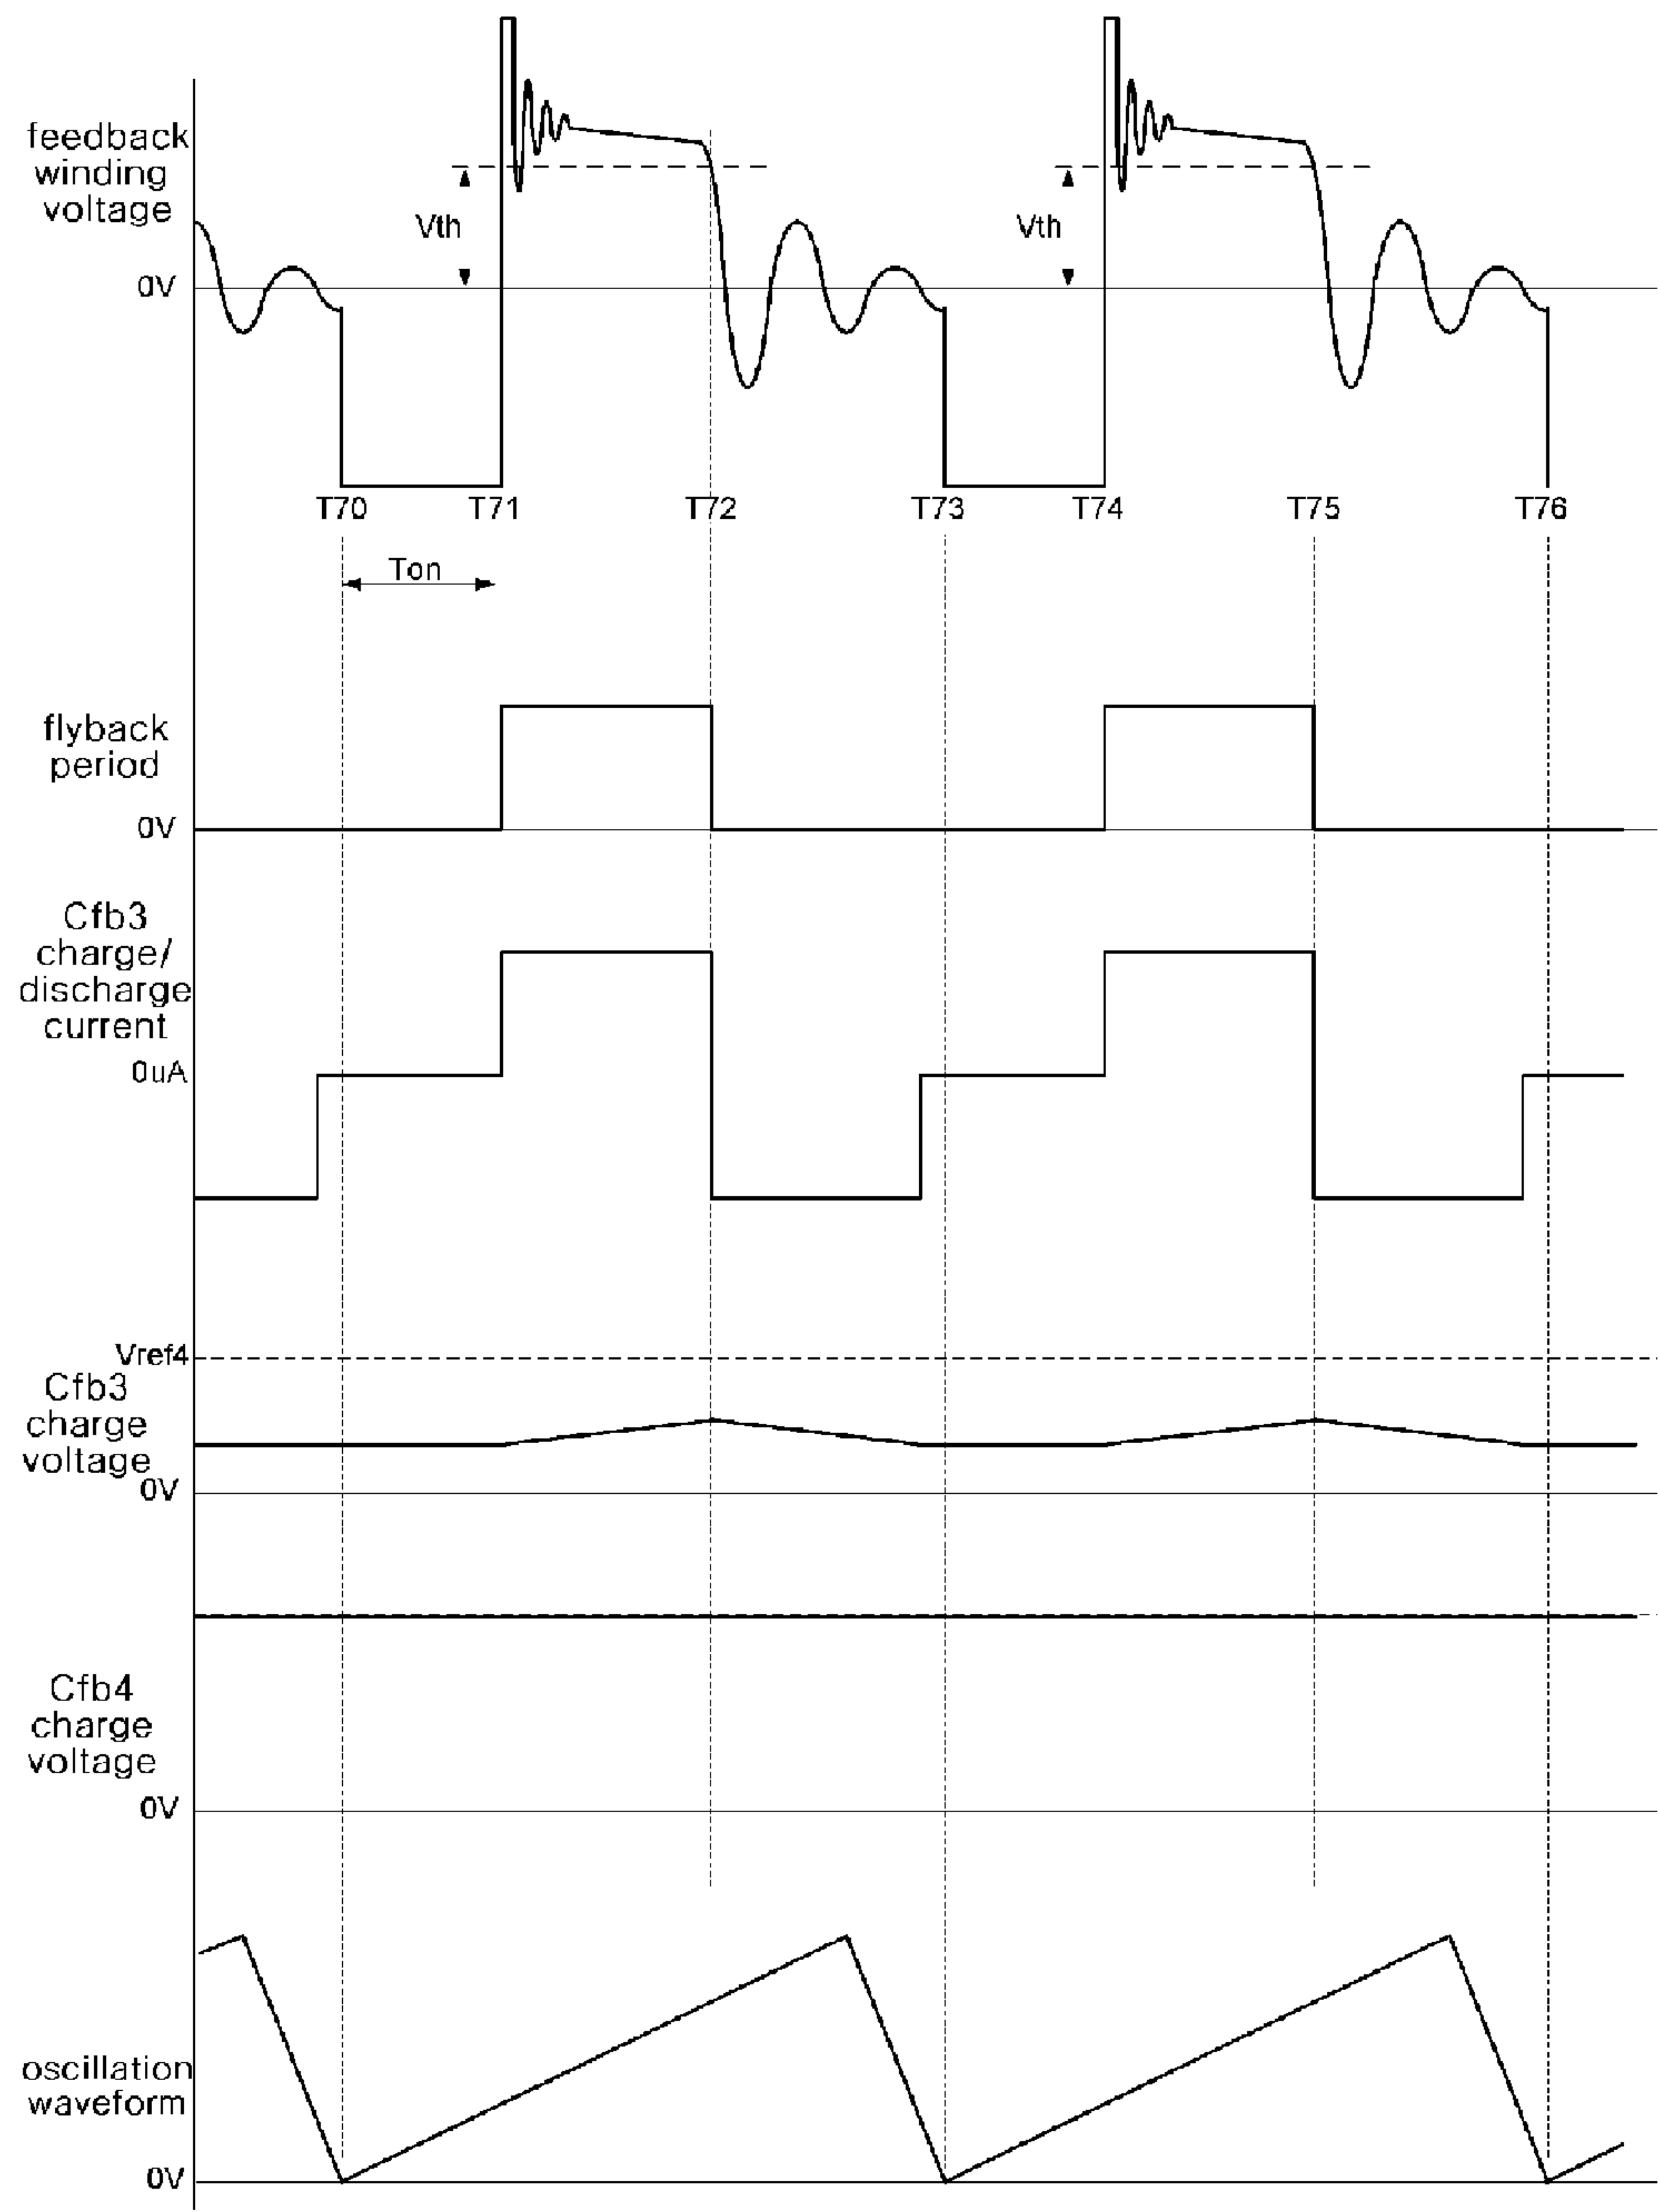 feedback
winding
voltage
Vth
Vth
0V
T70 T71 T72 T73 T74 T75 T76
Ton
flyback
period
0V
Cfb3
charge/
discharge
current
0uA
Vref4
Cfb3
charge
voltage
0V
Cfb4
charge
voltage
0V
oscillation
waveform
0V